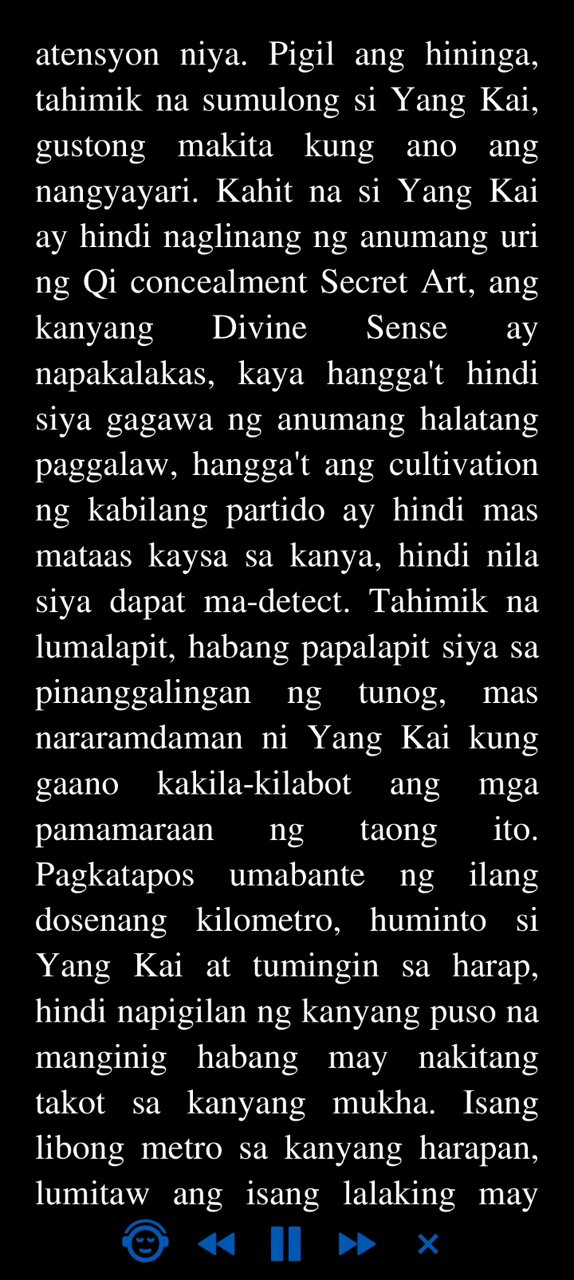 atensyon niya. Pigil ang hininga,
tahimik na sumulong si Yang Kai,
gustong makita kung ano ang
nangyayari. Kahit na si Yang Kai
ay hindi naglinang ng anumang uri
ng Qi concealment Secret Art, ang
kanyang Divine Sense ay
napakalakas, kaya hangga't hindi
siya gagawa ng anumang halatang
paggalaw, hangga't ang cultivation
ng kabilang partido ay hindi mas
mataas kaysa sa kanya, hindi nila
siya dapat ma-detect. Tahimik na
lumalapit, habang papalapit siya sa
pinanggalingan ng tunog, mas
nararamdaman ni Yang Kai kung
gaano kakila-kilabot ang mga
pamamaraan ng taong ito.
Pagkatapos umabante ng ilang
dosenang kilometro, huminto si
Yang Kai at tumingin sa harap,
hindi napigilan ng kanyang puso na
manginig habang may nakitang
takot sa kanyang mukha. Isang
libong metro sa kanyang harapan,
lumitaw ang isang lalaking may